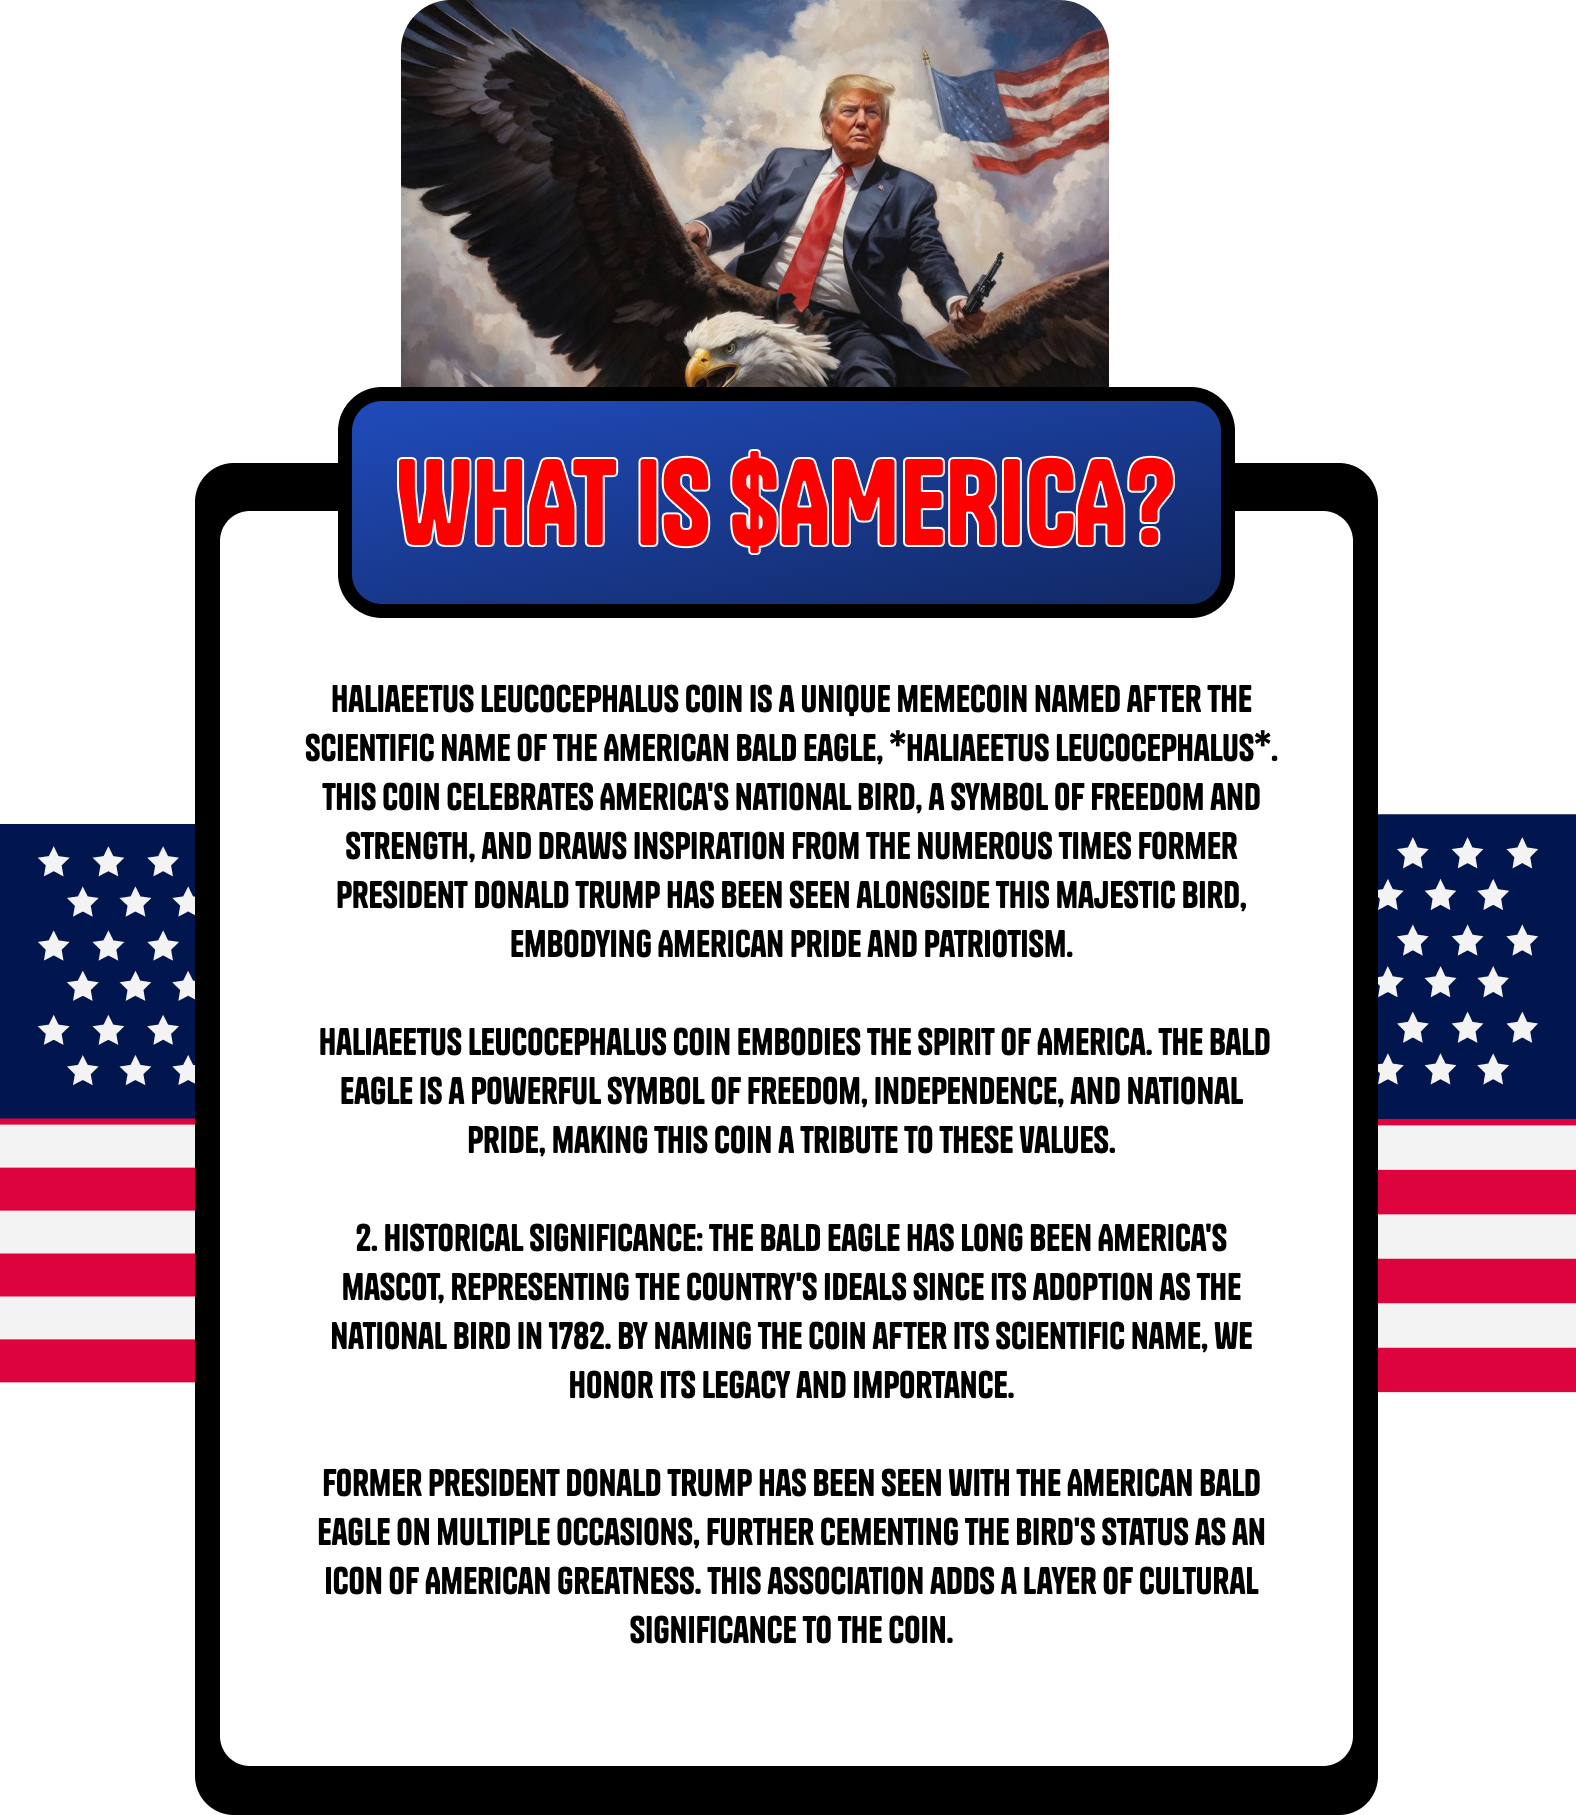 WHAT IS $AMERICA?
HALIAEETUS LEUCOCEPHALUS COIN IS A UNIQUE MEMECOIN NAMED AFTER THE
SCIENTIFIC NAME OF THE AMERICAN BALD EAGLE, *HALIAEETUS LEUCOCEPHALUS*.
THIS COIN CELEBRATES AMERICA'S NATIONAL BIRD, A SYMBOL OF FREEDOM AND
STRENGTH, AND DRAWS INSPIRATION FROM THE NUMEROUS TIMES FORMER
PRESIDENT DONALD TRUMP HAS BEEN SEEN ALONGSIDE THIS MAJESTIC BIRD,
EMBODYING AMERICAN PRIDE AND PATRIOTISM.
HALIAEETUS LEUCOCEPHALUS COIN EMBODIES THE SPIRIT OF AMERICA. THE BALD
EAGLE IS A POWERFUL SYMBOL OF FREEDOM, INDEPENDENCE, AND NATIONAL
PRIDE, MAKING THIS COIN A TRIBUTE TO THESE VALUES.
2. HISTORICAL SIGNIFICANCE: THE BALD EAGLE HAS LONG BEEN AMERICA'S
MASCOT, REPRESENTING THE COUNTRY'S IDEALS SINCE ITS ADOPTION AS THE
NATIONAL BIRD IN 1782. BY NAMING THE COIN AFTER ITS SCIENTIFIC NAME, WE
HONOR ITS LEGACY AND IMPORTANCE.
FORMER PRESIDENT DONALD TRUMP HAS BEEN SEEN WITH THE AMERICAN BALD
EAGLE ON MULTIPLE OCCASIONS, FURTHER CEMENTING THE BIRD'S STATUS AS AN
ICON OF AMERICAN GREATNESS. THIS ASSOCIATION ADDS A LAYER OF CULTURAL
SIGNIFICANCE TO THE COIN.